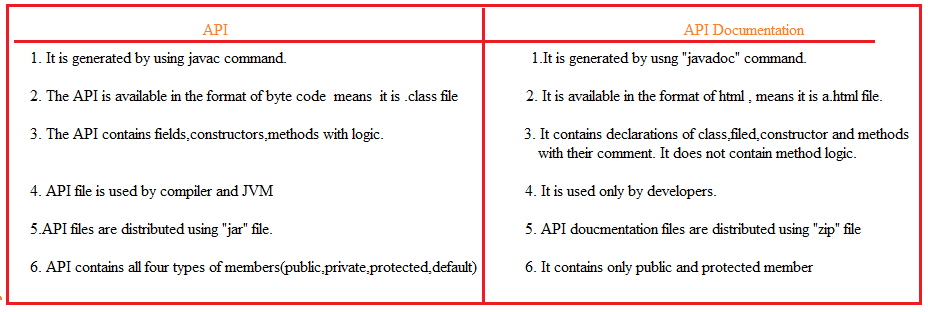 API
API Documentation
1. It is generated by using javac command.
1.It is generated by usng "javadoc" command.
2. The API is available in the format of byte code means it is .class file
2. It is available in the format of html , means it is a.html file.
3. The API contains fields,constructors,methods with logic.
3. It contains declarations of class,filed,constructor and methods
with their comment. It does not contain method logic.
4. API file is used by compiler and JVM
4. It is used only by developers.
5.API files are distributed using "jar" file.
5. API doucmentation files are distributed using "zip" file
6. API contains all four types of members(public,private,protected,default)
6. It contains only public and protected member